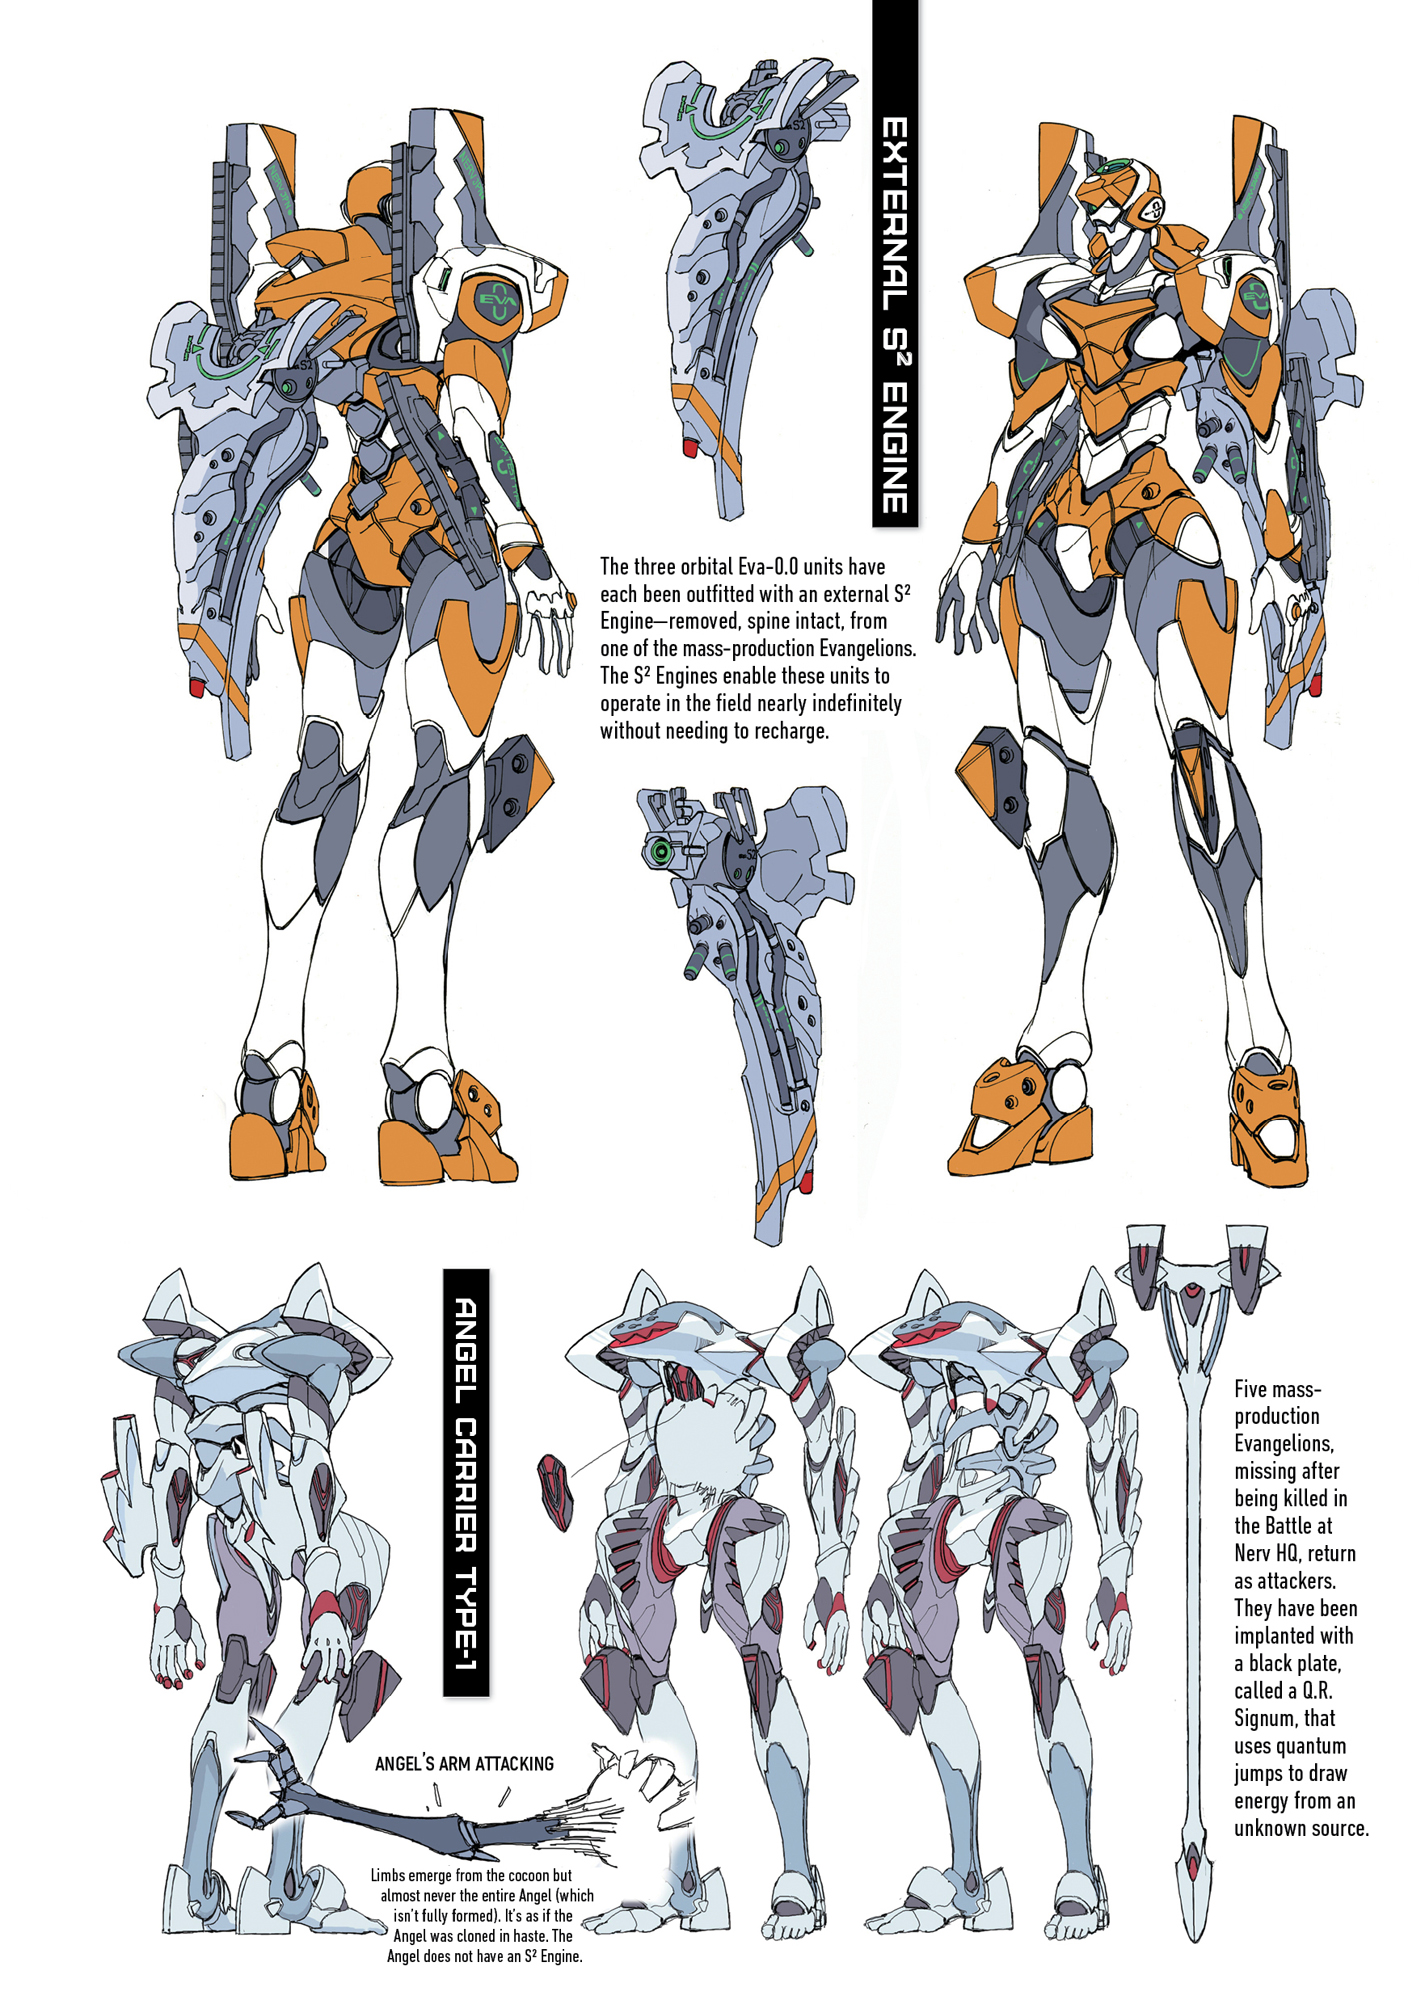 EXTERNAL S² ENGINE
The three orbital Eva-0.0 units have
each been outfitted with an external S²
Engine—removed, spine intact, from
one of the mass-production Evangelions.
The S² Engines enable these units to
operate in the field nearly indefinitely
without needing to recharge.
EVA
EVA
S2
S2
S2
ANGEL CARRIER TYPE-1
Five mass-
production
Evangelions,
missing after
being killed in
the Battle at
Nerv HQ, return
as attackers.
They have been
implanted with
a black plate,
called a Q.R.
Signum, that
uses quantum
jumps to draw
energy from an
unknown source.
ANGEL'S ARM ATTACKING
Limbs emerge from the cocoon but
almost never the entire Angel (which
isn't fully formed). It's as if the
Angel was cloned in haste. The
Angel does not have an S² Engine.